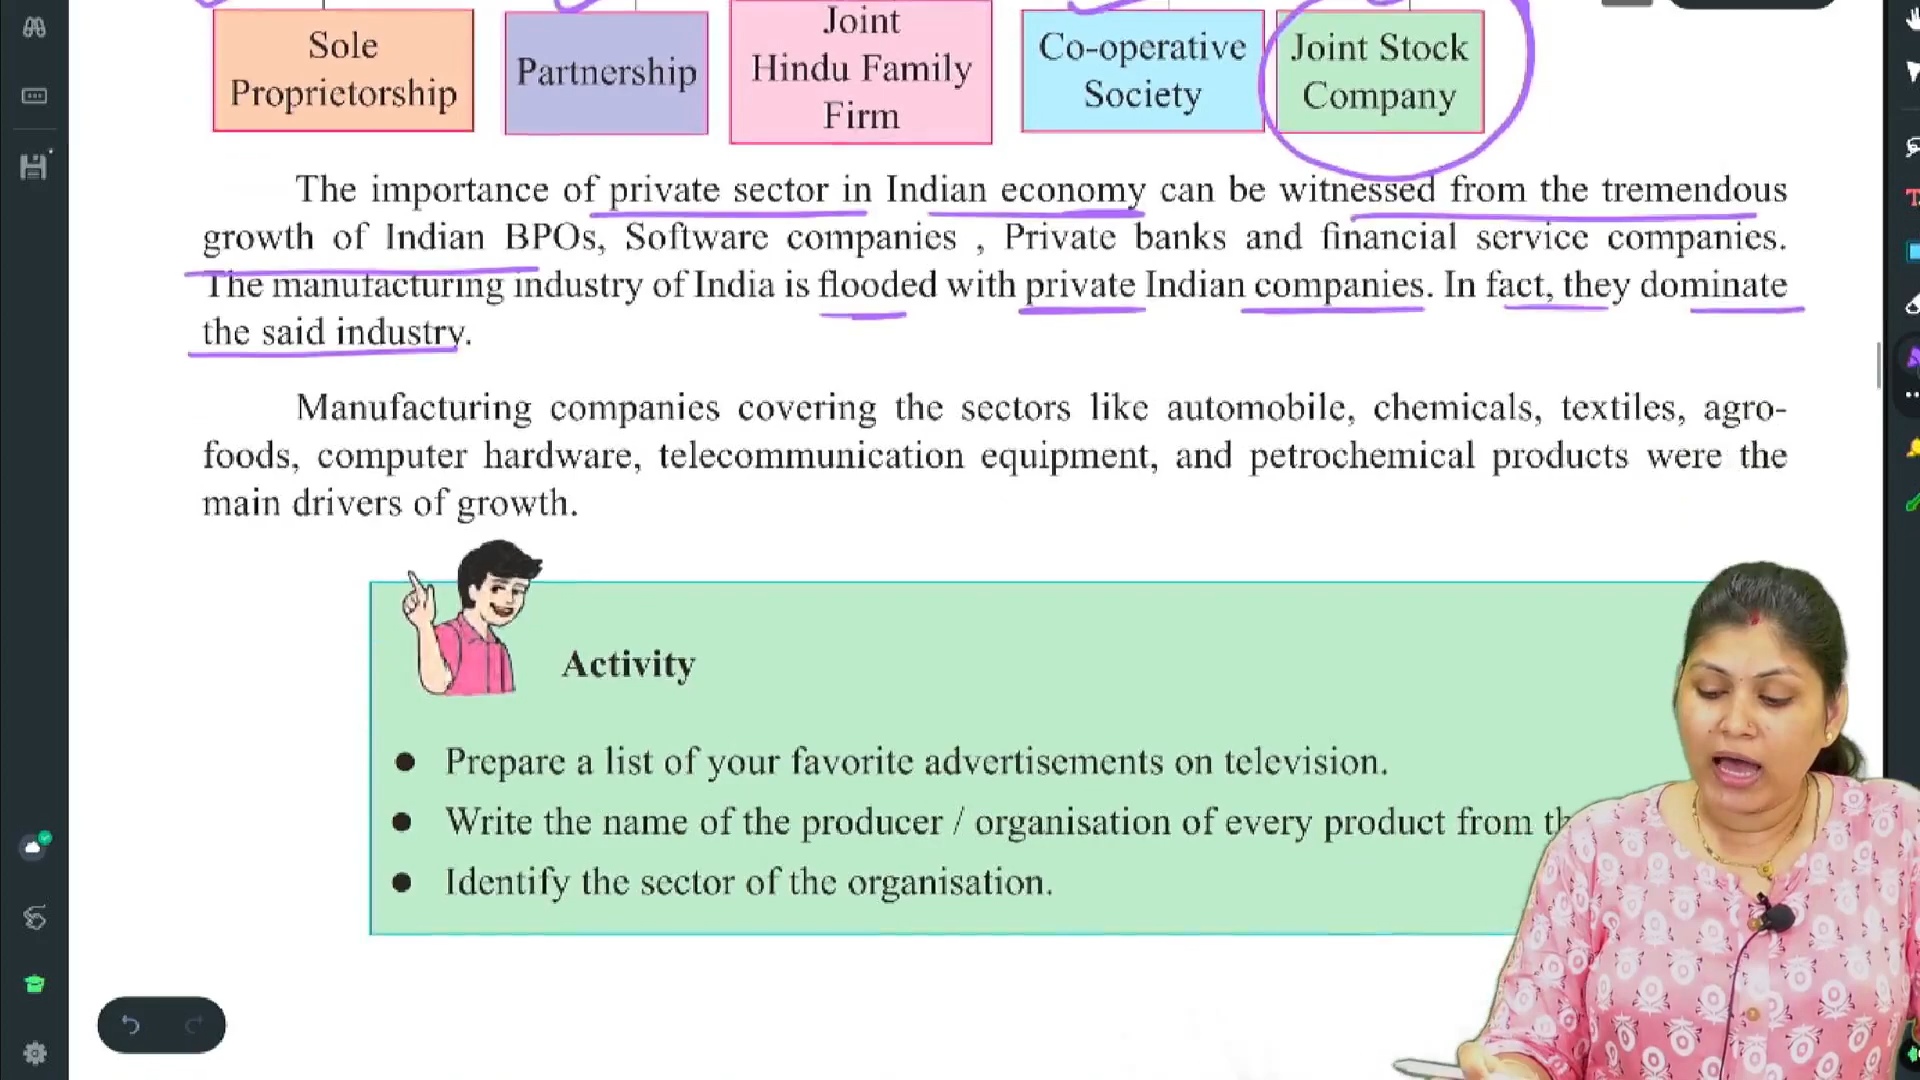 Sole
Proprietorship
Partnership
Joint
Hindu Family
Firm
Co-operative
Society
Joint Stock
Company
The importance of private sector in Indian economy can be witnessed from the tremendous
growth of Indian BPOs, Software companies , Private banks and financial service companies.
The manufacturing industry of India is flooded with private Indian companies. In fact, they dominate
the said industry.
Manufacturing companies covering the sectors like automobile, chemicals, textiles, agro-
foods, computer hardware, telecommunication equipment, and petrochemical products were the
main drivers of growth.
Activity
● Prepare a list of your favorite advertisements on television.
● Write the name of the producer / organisation of every product from
● Identify the sector of the organisation.